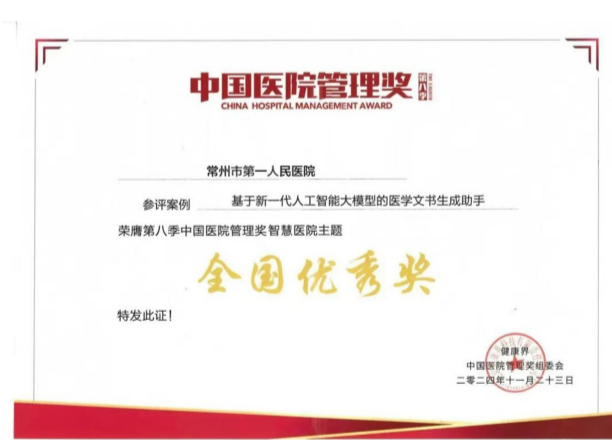 中国医院管理奖 第八季
CHINA HOSPITAL MANAGEMENT AWARD
常州市第一人民医院
参评案例 基于新一代人工智能大模型的医学文书生成助手
荣膺第八季中国医院管理奖智慧医院主题
全国优秀奖
特发此证!
健康界
中国医院管理奖组委会
二零二四年十一月二十三日